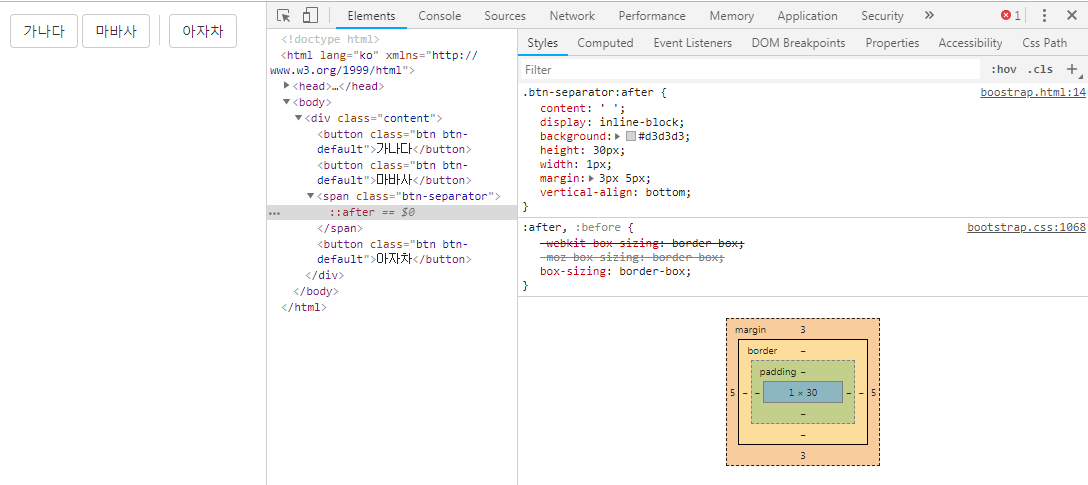 가나다 마바사 아자차
Elements Console Sources Network Performance Memory Application Security » 1
<!doctype html>
<html lang="ko" xmlns="http://
www.w3.org/1999/html">
<head>…</head>
<body>
<div class="content">
<button class="btn btn-
default">가나다</button>
<button class="btn btn-
default">마바사</button>
<span class="btn-separator">
… ::after == $0
</span>
<button class="btn btn-
default">아자차</button>
</div>
</body>
</html>
Styles Computed Event Listeners DOM Breakpoints Properties Accessibility Css Path
Filter :hov .cls +
.btn-separator:after { boostrap.html:14
content: ' ';
display: inline-block;
background: #d3d3d3;
height: 30px;
width: 1px;
margin: 3px 5px;
vertical-align: bottom;
}
:after, :before { bootstrap.css:1068
-webkit-box-sizing: border-box;
-moz-box-sizing: border-box;
box-sizing: border-box;
}
margin 3
border –
padding –
5 – – 1 × 30 – – 5
–
–
3